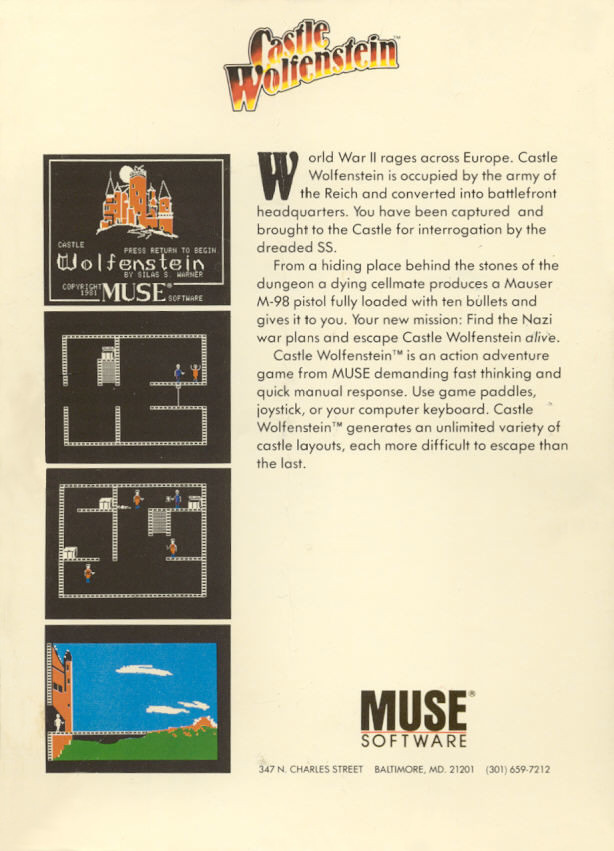 Castle
Wolfenstein™
World War II rages across Europe. Castle
Wolfenstein is occupied by the army of
the Reich and converted into battlefront
headquarters. You have been captured and
brought to the Castle for interrogation by the
dreaded SS.
From a hiding place behind the stones of the
dungeon a dying cellmate produces a Mauser
M-98 pistol fully loaded with ten bullets and
gives it to you. Your new mission: Find the Nazi
war plans and escape Castle Wolfenstein alive.
Castle Wolfenstein™ is an action adventure
game from MUSE demanding fast thinking and
quick manual response. Use game paddles,
joystick, or your computer keyboard. Castle
Wolfenstein™ generates an unlimited variety of
castle layouts, each more difficult to escape than
the last.
CASTLE
PRESS RETURN TO BEGIN
Wolfenstein
BY SILAS S. WARNER
COPYRIGHT 1981 MUSE® SOFTWARE
MUSE®
SOFTWARE
347 N. CHARLES STREET BALTIMORE, MD. 21201 (301) 659-7212